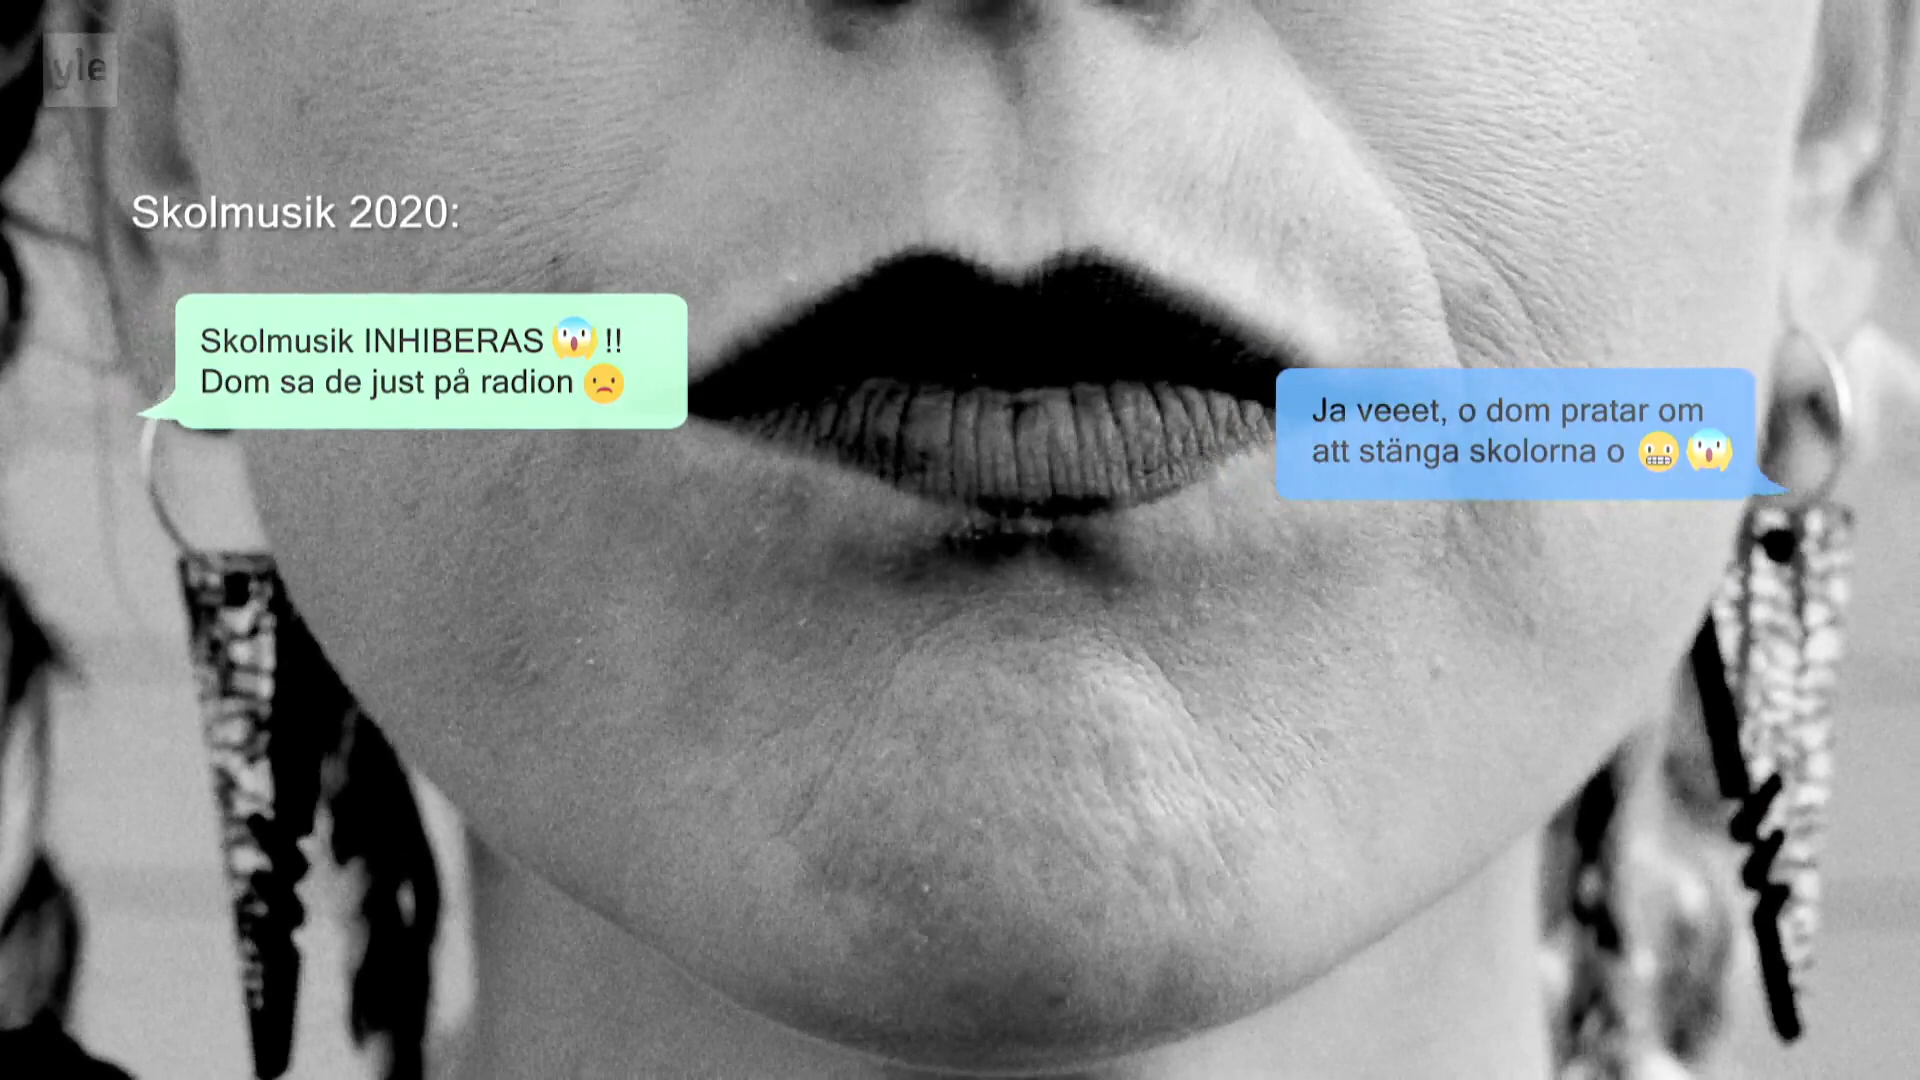 yle
Skolmusik 2020:
Skolmusik INHIBERAS 😱 !!
Dom sa de just på radion 🙁
Ja veeet, o dom pratar om
att stänga skolorna o 😬😱